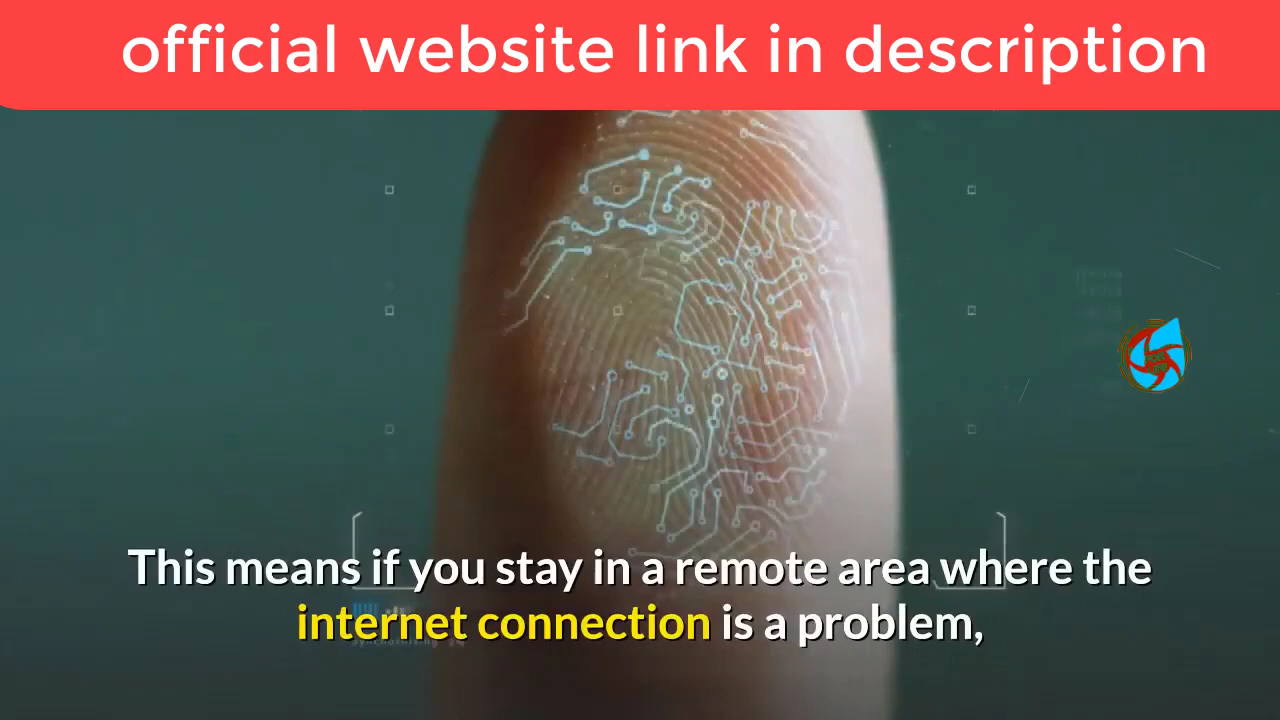 official website link in description
This means if you stay in a remote area where the
internet connection is a problem,